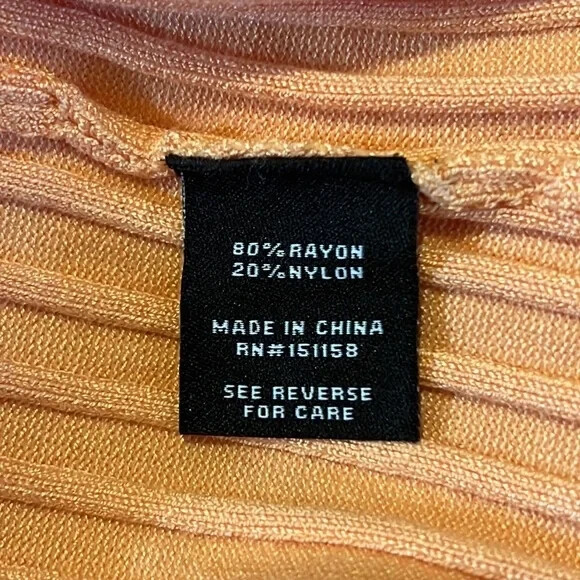 80%RAYON
20%NYLON
MADE IN CHINA
RN#151158
SEE REVERSE
FOR CARE